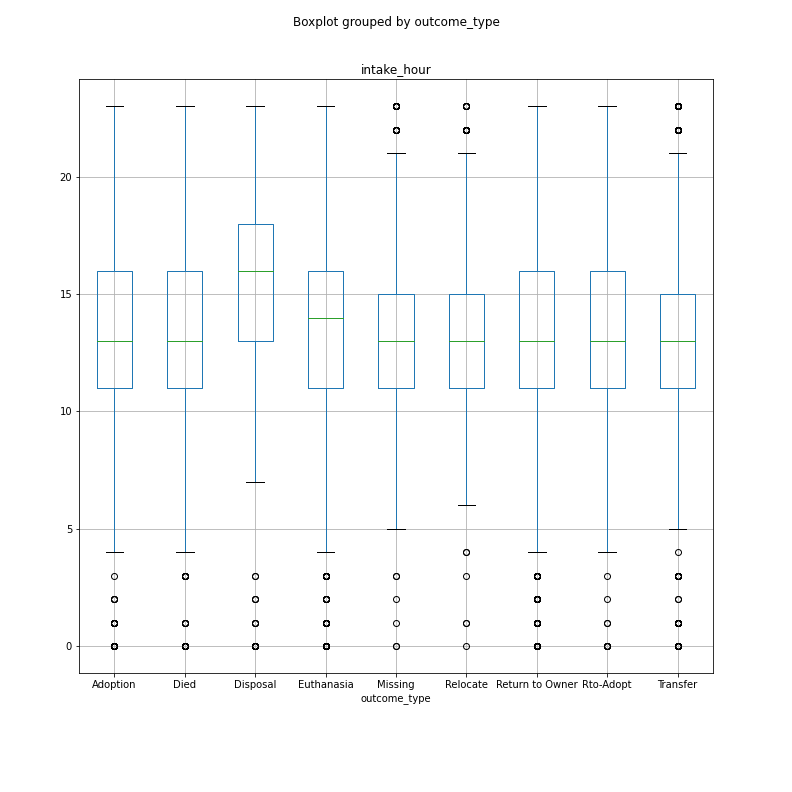 Boxplot grouped by outcome_type
intake_hour
20
15
10
5
0
Adoption Died Disposal Euthanasia Missing Relocate Return to Owner Rto-Adopt Transfer
outcome_type